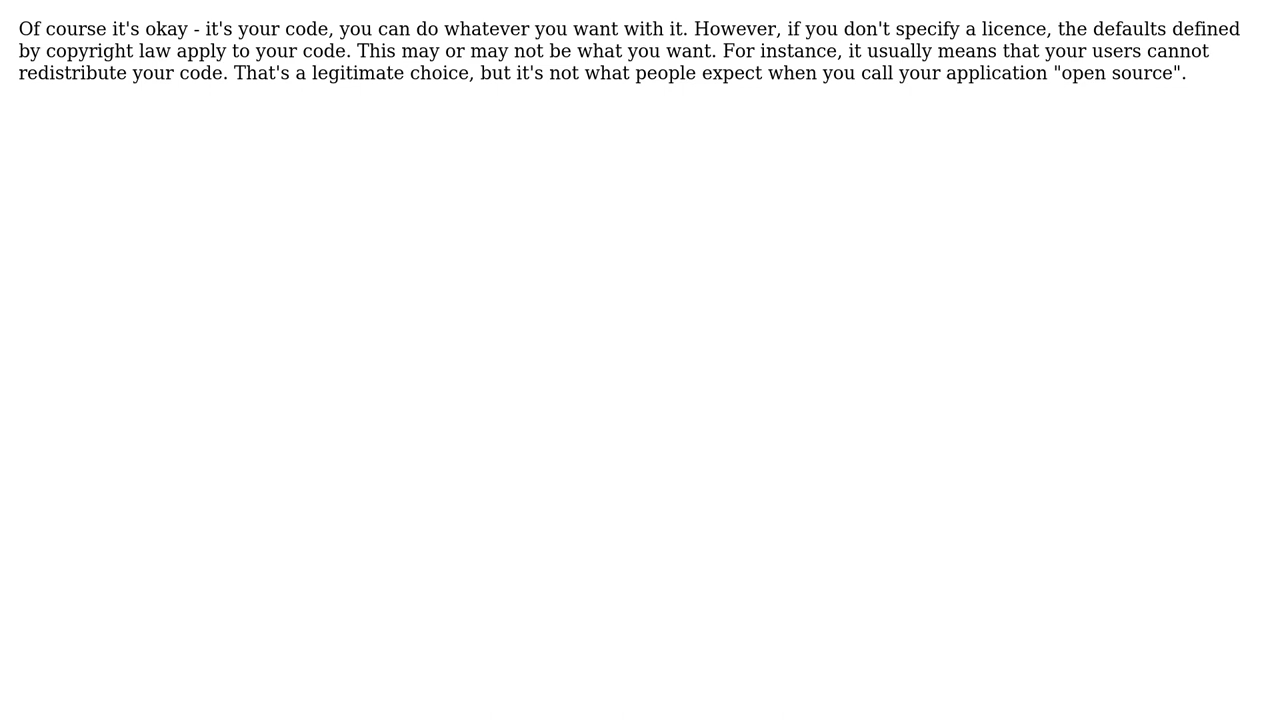 Of course it's okay - it's your code, you can do whatever you want with it. However, if you don't specify a licence, the defaults defined
by copyright law apply to your code. This may or may not be what you want. For instance, it usually means that your users cannot
redistribute your code. That's a legitimate choice, but it's not what people expect when you call your application "open source".